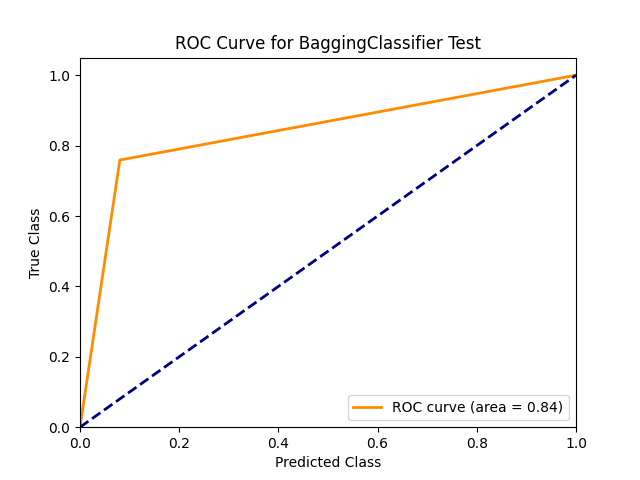 ROC Curve for BaggingClassifier Test
True Class
1.0
0.8
0.6
0.4
0.2
0.0
0.0 0.2 0.4 0.6 0.8 1.0
Predicted Class
ROC curve (area = 0.84)